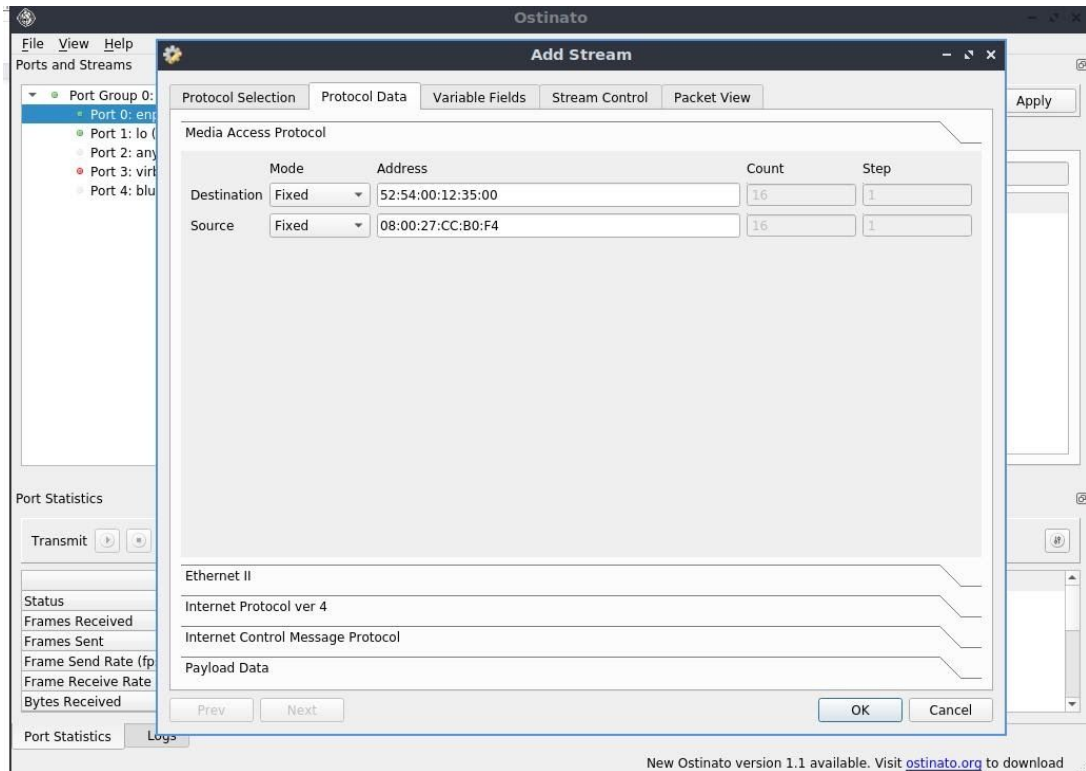 Ostinato
File View Help
Ports and Streams
Port Group 0:
Port 0: enp
Port 1: lo (
Port 2: any
Port 3: virb
Port 4: blu
Apply
Add Stream
Protocol Selection Protocol Data Variable Fields Stream Control Packet View
Media Access Protocol
Mode Address Count Step
Destination Fixed 52:54:00:12:35:00 16 1
Source Fixed 08:00:27:CC:B0:F4 16 1
Ethernet II
Internet Protocol ver 4
Internet Control Message Protocol
Payload Data
Prev Next OK Cancel
Port Statistics
Transmit
Status
Frames Received
Frames Sent
Frame Send Rate (fp
Frame Receive Rate
Bytes Received
Port Statistics Logs
New Ostinato version 1.1 available. Visit ostinato.org to download